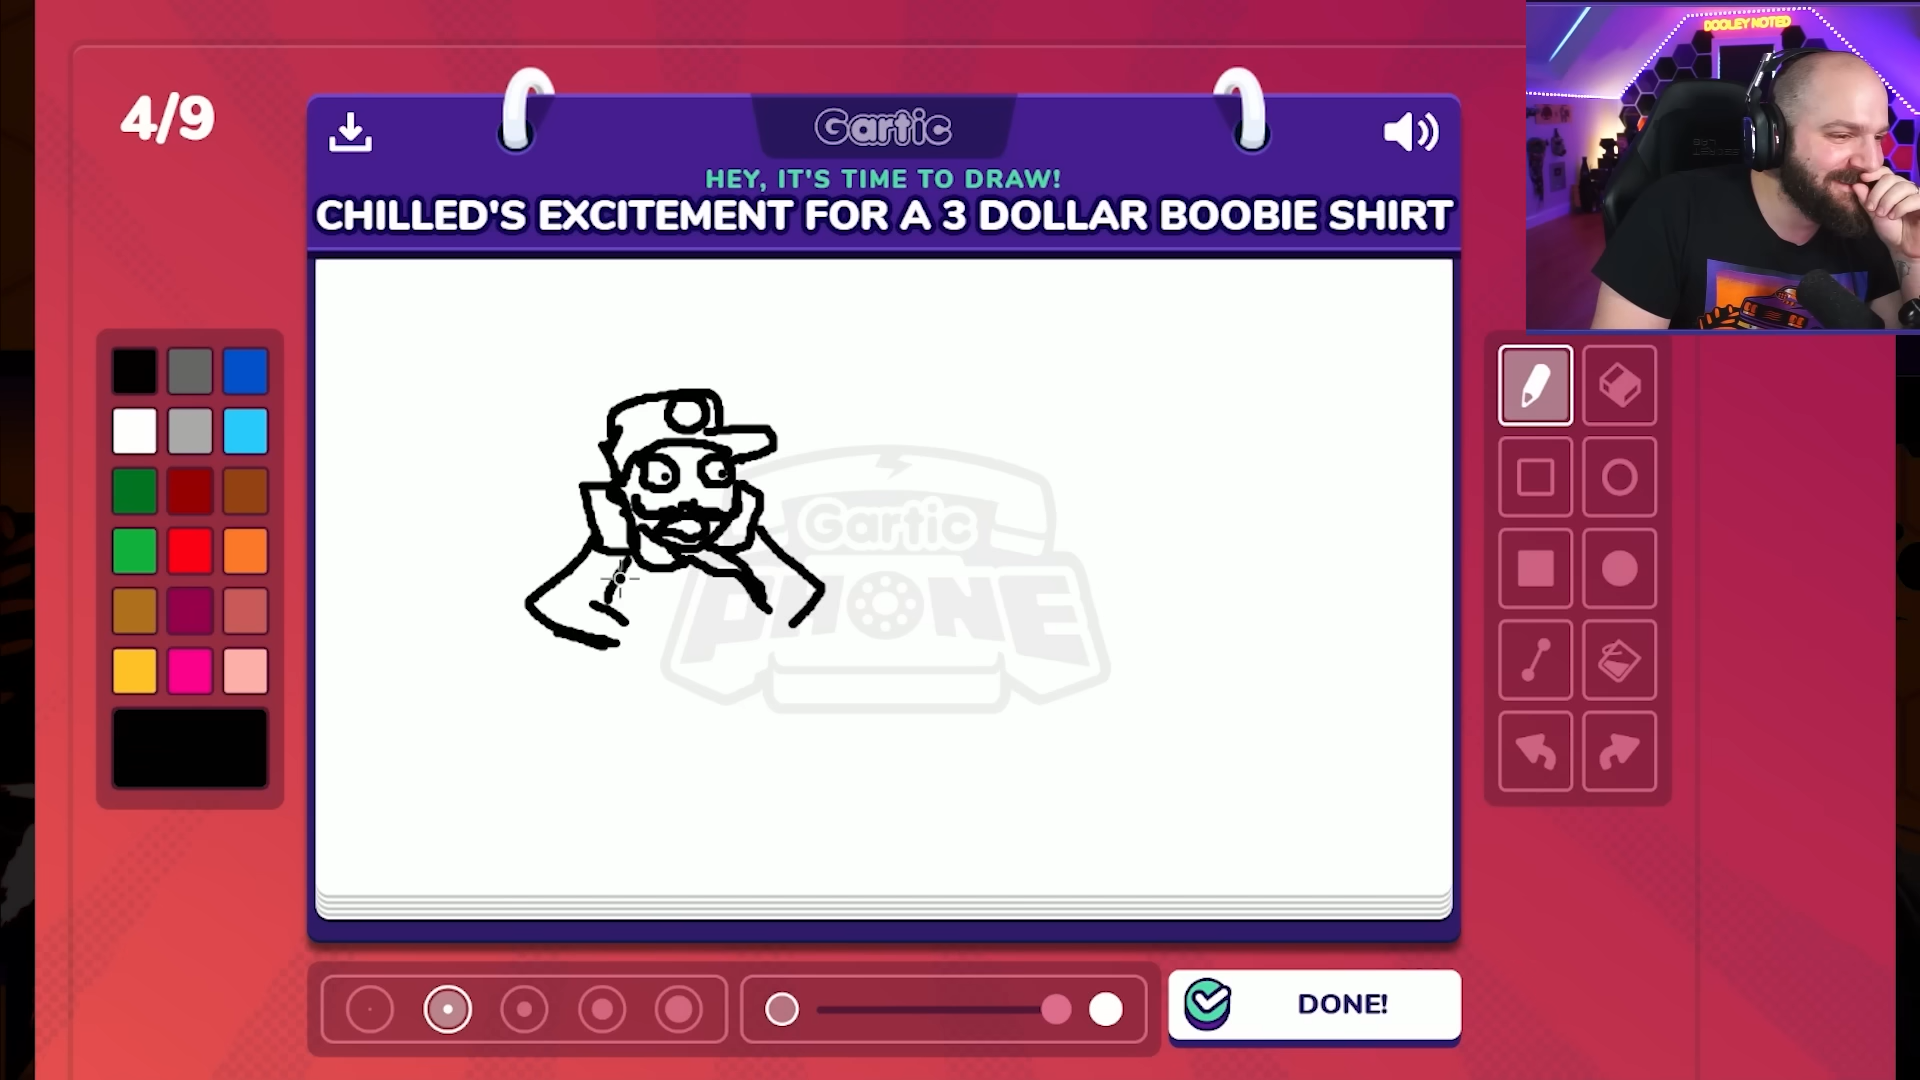 DOOLEY NOTED
4/9
Gartic
HEY, IT'S TIME TO DRAW!
CHILLED'S EXCITEMENT FOR A 3 DOLLAR BOOBIE SHIRT
Gartic
PHONE
DONE!